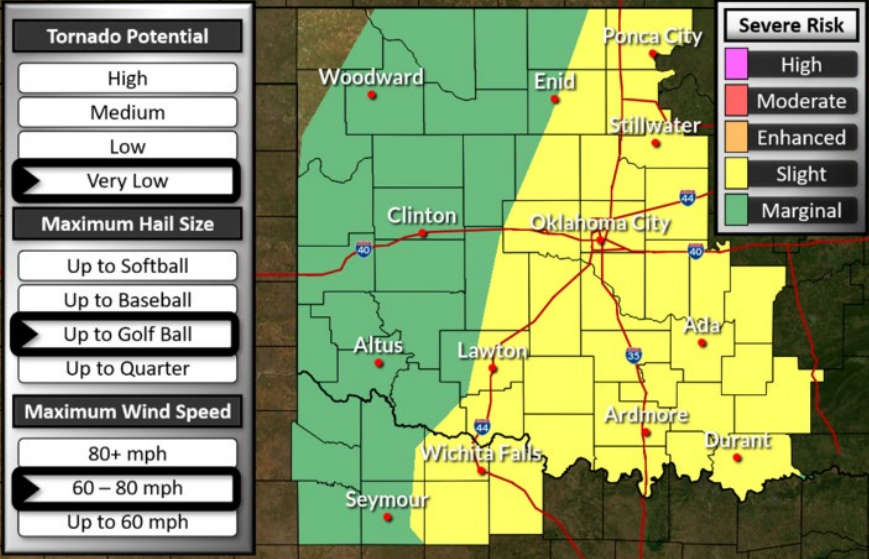 Tornado Potential
High
Medium
Low
Very Low
Maximum Hail Size
Up to Softball
Up to Baseball
Up to Golf Ball
Up to Quarter
Maximum Wind Speed
80+ mph
60 – 80 mph
Up to 60 mph
Ponca City
Woodward
Enid
Stillwater
44
Clinton
Oklahoma City
40
40
Ada
Altus
Lawton
35
Ardmore
44
Durant
Wichita Falls
Seymour
Severe Risk
High
Moderate
Enhanced
Slight
Marginal